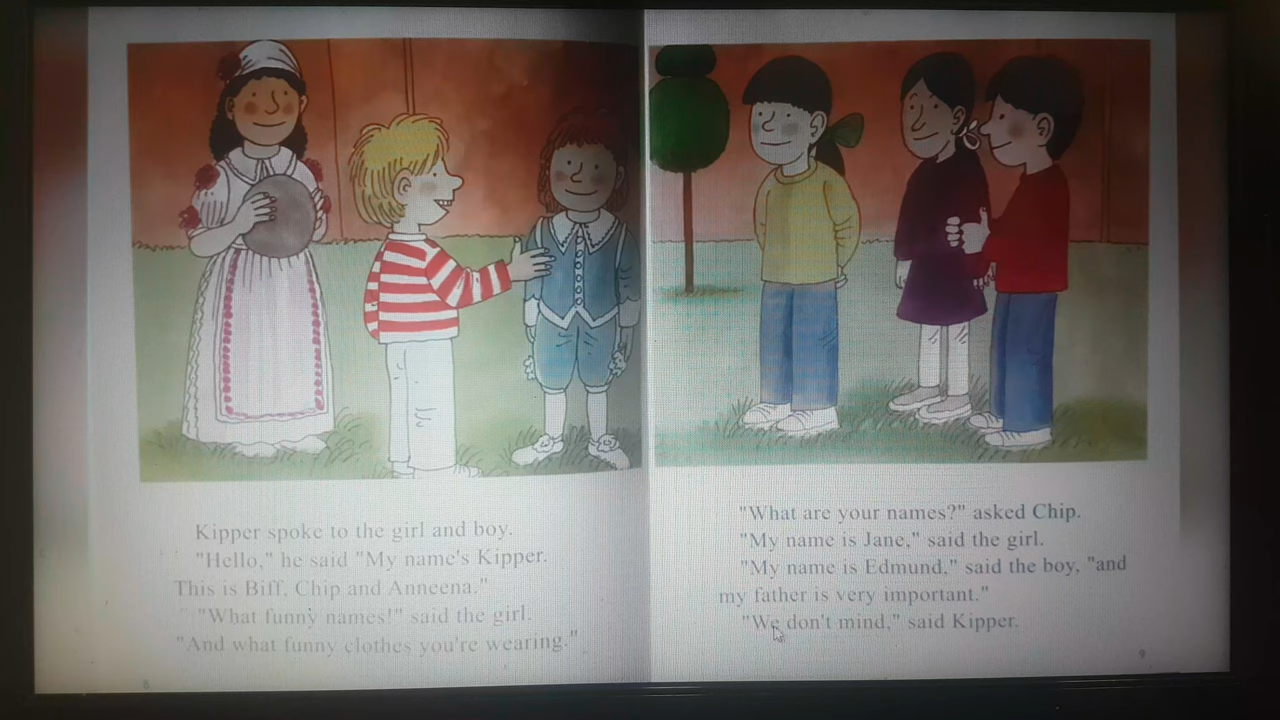 Kipper spoke to the girl and boy.
"Hello," he said "My name's Kipper.
This is Biff, Chip and Anneena."
"What funny names!" said the girl.
"And what funny clothes you're wearing."
8
"What are your names?" asked Chip.
"My name is Jane," said the girl.
"My name is Edmund," said the boy, "and
my father is very important."
"We don't mind," said Kipper.
9